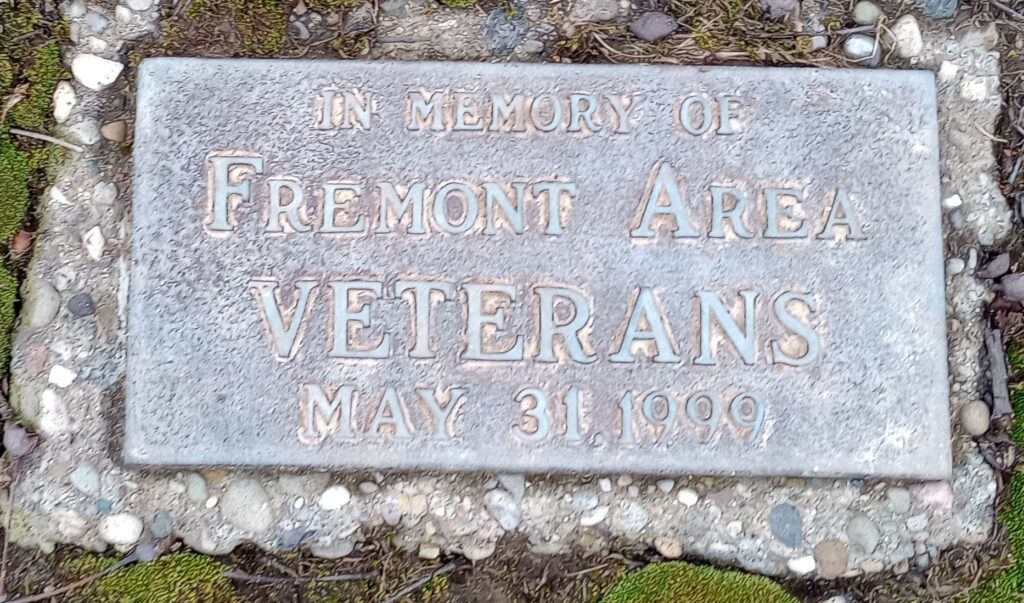 IN MEMORY OF
FREMONT AREA
VETERANS
MAY 31, 1999